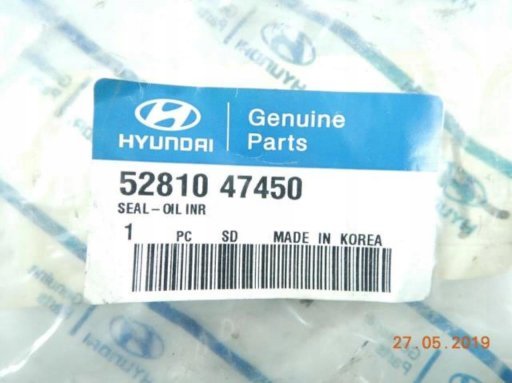 HYUNDAI
Genuine
Parts
52810 47450
SEAL-OIL INR
1 PC SD MADE IN KOREA
27.05.2019